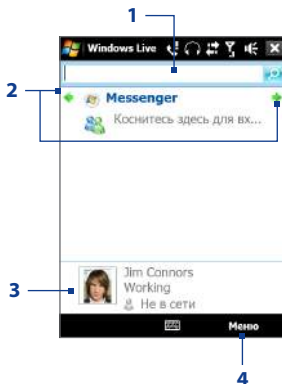 1
Windows Live
2
Messenger
Коснитесь здесь для вх...
Jim Connors
Working
3
Не в сети
Меню
4